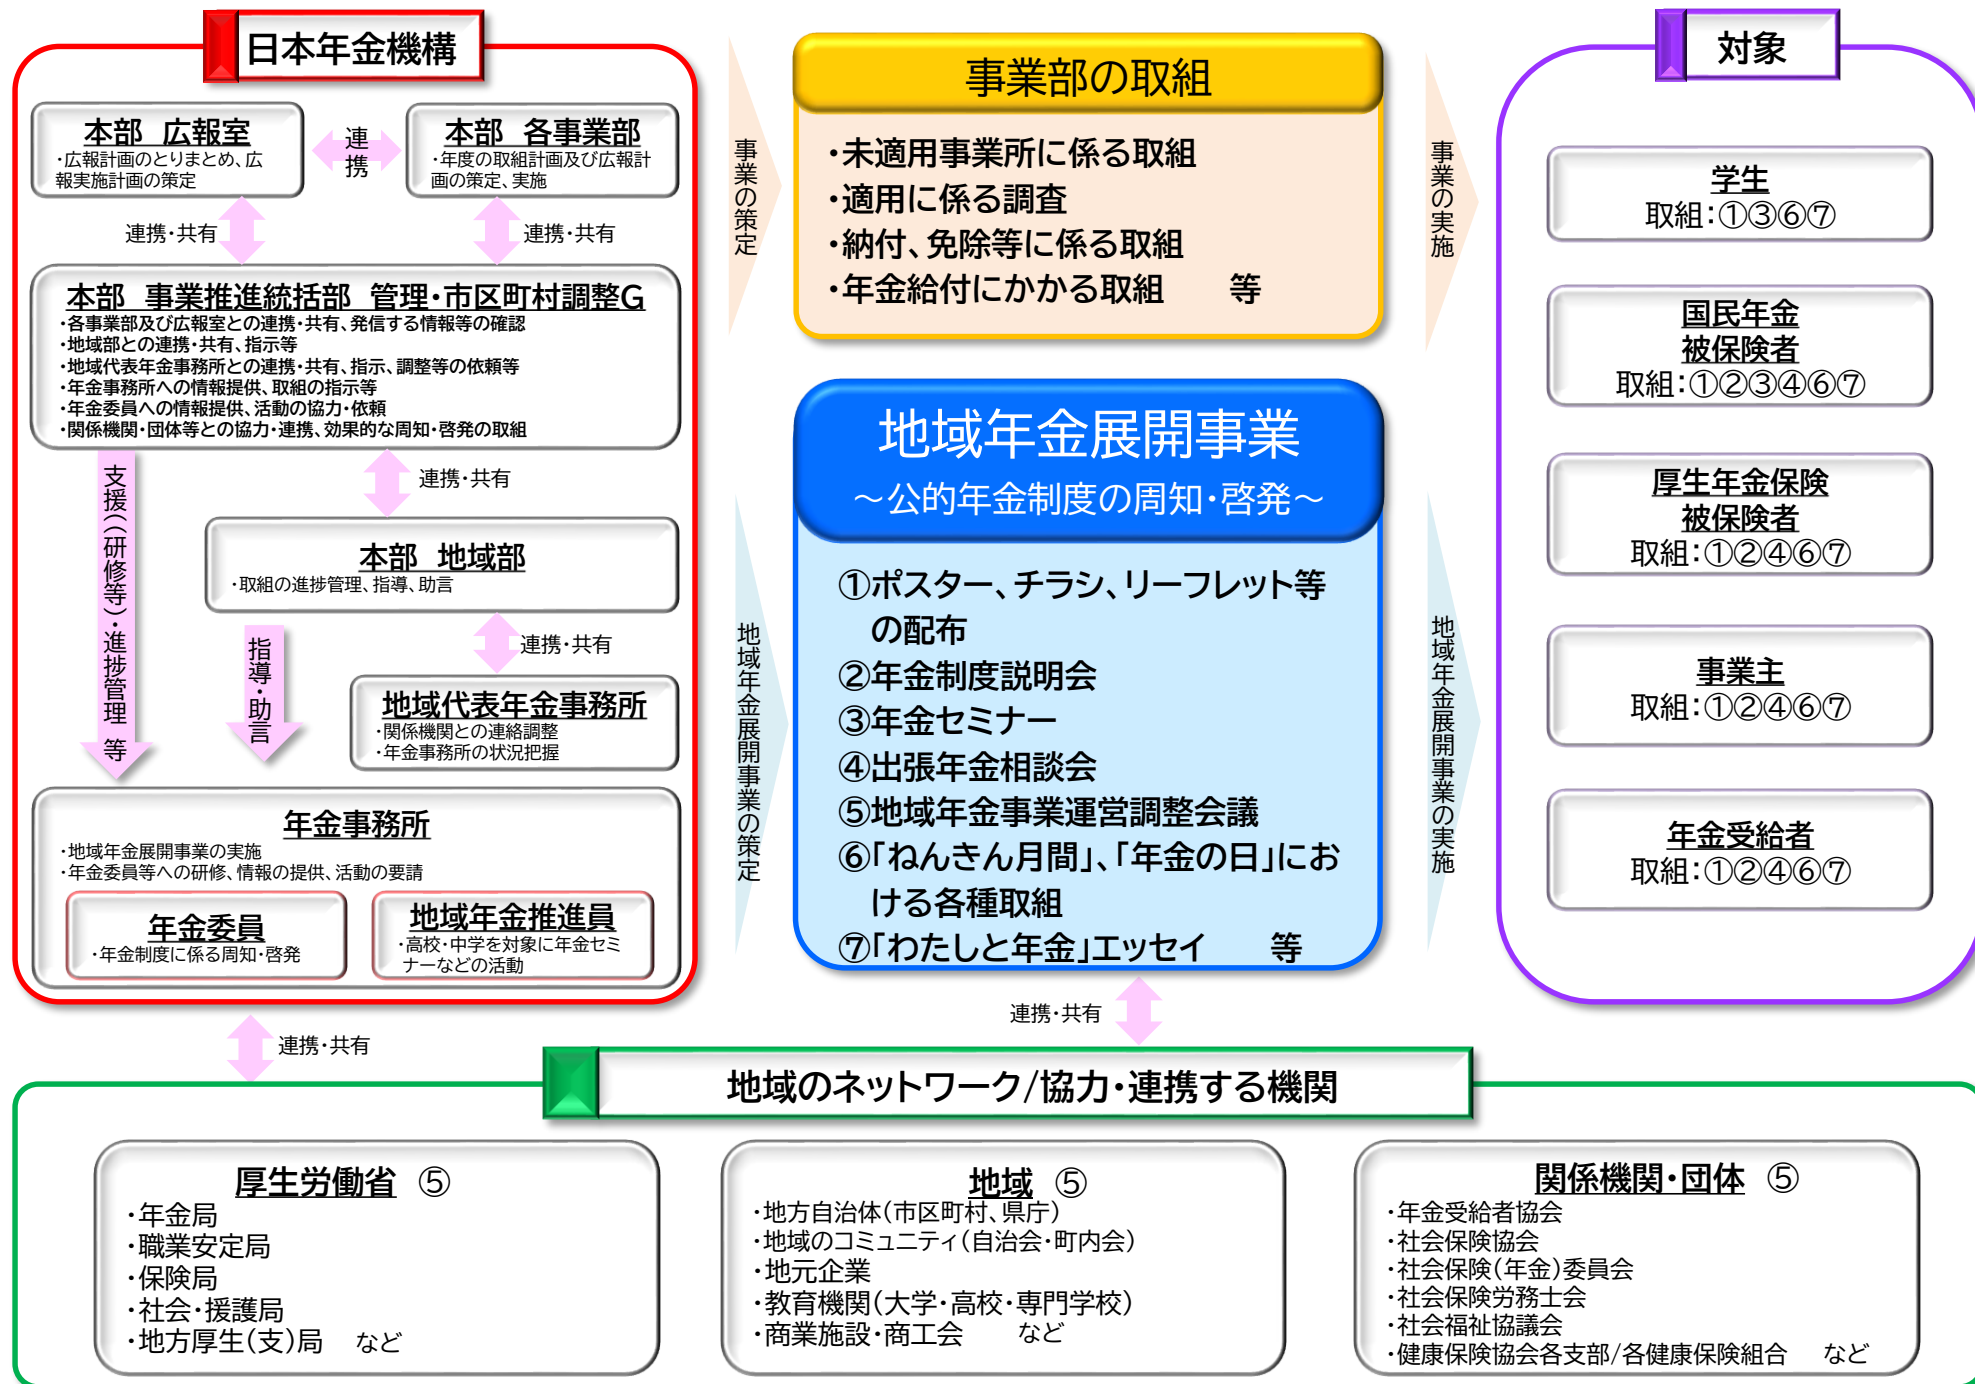 日本年金機構
本部　広報室
・広報計画のとりまとめ、広
報実施計画の策定
連携
本部　各事業部
・年度の取組計画及び広報計
画の策定、実施
連携・共有
連携・共有
本部　事業推進統括部　管理・市区町村調整G
・各事業部及び広報室との連携・共有、発信する情報等の確認
・地域部との連携・共有、指示等
・地域代表年金事務所との連携・共有、指示、調整等の依頼等
・年金事務所への情報提供、取組の指示等
・年金委員への情報提供、活動の協力・依頼
・関係機関・団体等との協力・連携、効果的な周知・啓発の取組
支援((研修等)・進捗管理　等
連携・共有
本部　地域部
・取組の進捗管理、指導、助言
指導・助言
連携・共有
地域代表年金事務所
・関係機関との連絡調整
・年金事務所の状況把握
年金事務所
・地域年金展開事業の実施
・年金委員等への研修、情報の提供、活動の要請
年金委員
・年金制度に係る周知・啓発
地域年金推進員
・高校・中学を対象に年金セミ
ナーなどの活動
事業の策定
地域年金展開事業の策定
事業部の取組
・未適用事業所に係る取組
・適用に係る調査
・納付、免除等に係る取組
・年金給付にかかる取組　　等
地域年金展開事業
～公的年金制度の周知・啓発～
①ポスター、チラシ、リーフレット等
の配布
②年金制度説明会
③年金セミナー
④出張年金相談会
⑤地域年金事業運営調整会議
⑥「ねんきん月間」、「年金の日」にお
ける各種取組
⑦「わたしと年金」エッセイ　　等
事業の実施
地域年金展開事業の実施
対象
学生
取組：①③⑥⑦
国民年金
被保険者
取組：①②③④⑥⑦
厚生年金保険
被保険者
取組：①②④⑥⑦
事業主
取組：①②④⑥⑦
年金受給者
取組：①②④⑥⑦
連携・共有
連携・共有
地域のネットワーク/協力・連携する機関
厚生労働省　⑤
・年金局
・職業安定局
・保険局
・社会・援護局
・地方厚生(支)局　など
地域　⑤
・地方自治体(市区町村、県庁)
・地域のコミュニティ(自治会・町内会)
・地元企業
・教育機関(大学・高校・専門学校)
・商業施設・商工会　　など
関係機関・団体　⑤
・年金受給者協会
・社会保険協会
・社会保険(年金)委員会
・社会保険労務士会
・社会福祉協議会
・健康保険協会各支部/各健康保険組合　など